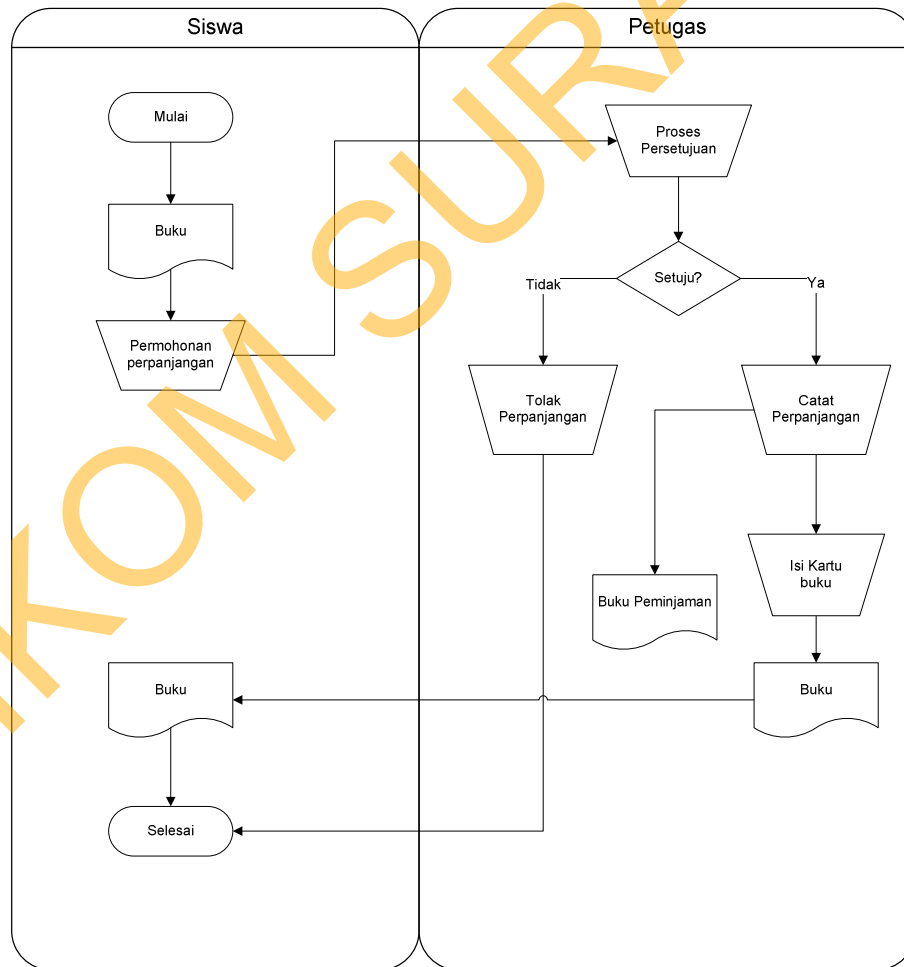 Siswa
Petugas
Mulai
Proses
Persetujuan
Buku
Setuju?
Tidak
Ya
Permohonan
perpanjangan
Tolak
Perpanjangan
Catat
Perpanjangan
Isi Kartu
buku
Buku Peminjaman
Buku
Buku
Selesai
KOM SURA